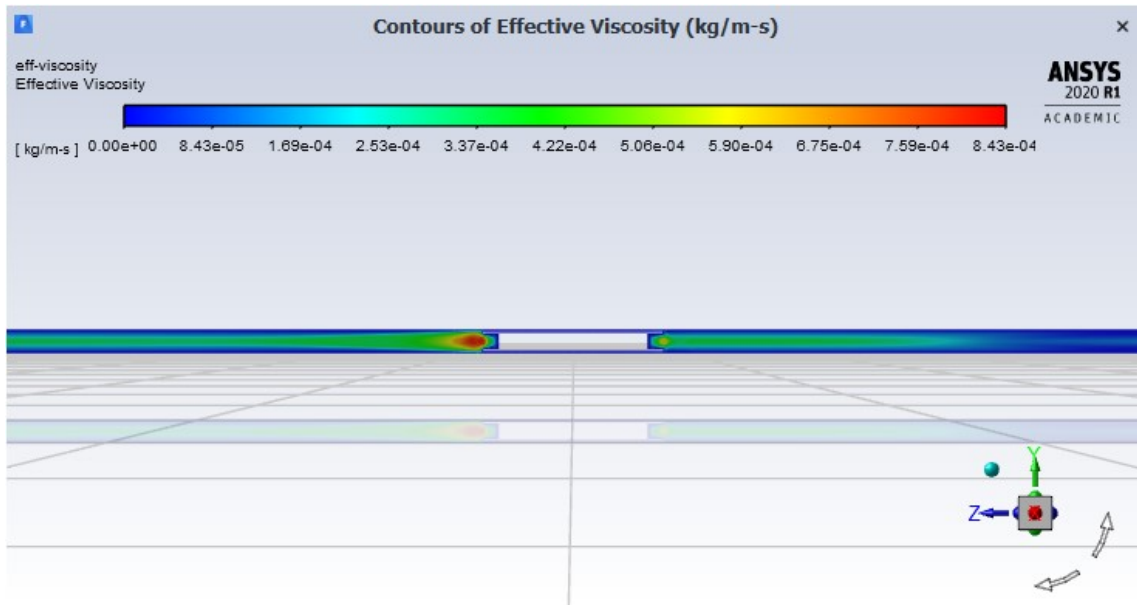 Contours of Effective Viscosity (kg/m-s)
eff-viscosity
Effective Viscosity
ANSYS
2020 R1
ACADEMIC
[ kg/m-s ] 0.00e+00 8.43e-05 1.69e-04 2.53e-04 3.37e-04 4.22e-04 5.06e-04 5.90e-04 6.75e-04 7.59e-04 8.43e-04
Y
Z